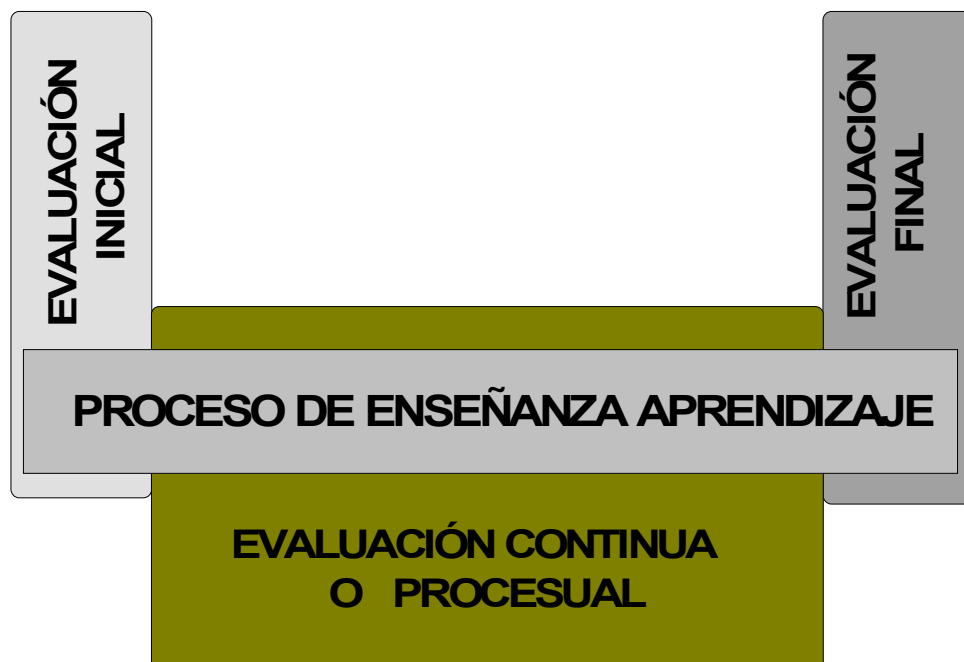 EVALUACIÓN
INICIAL
EVALUACIÓN
FINAL
PROCESO DE ENSEÑANZA APRENDIZAJE
EVALUACIÓN CONTINUA
O PROCESUAL